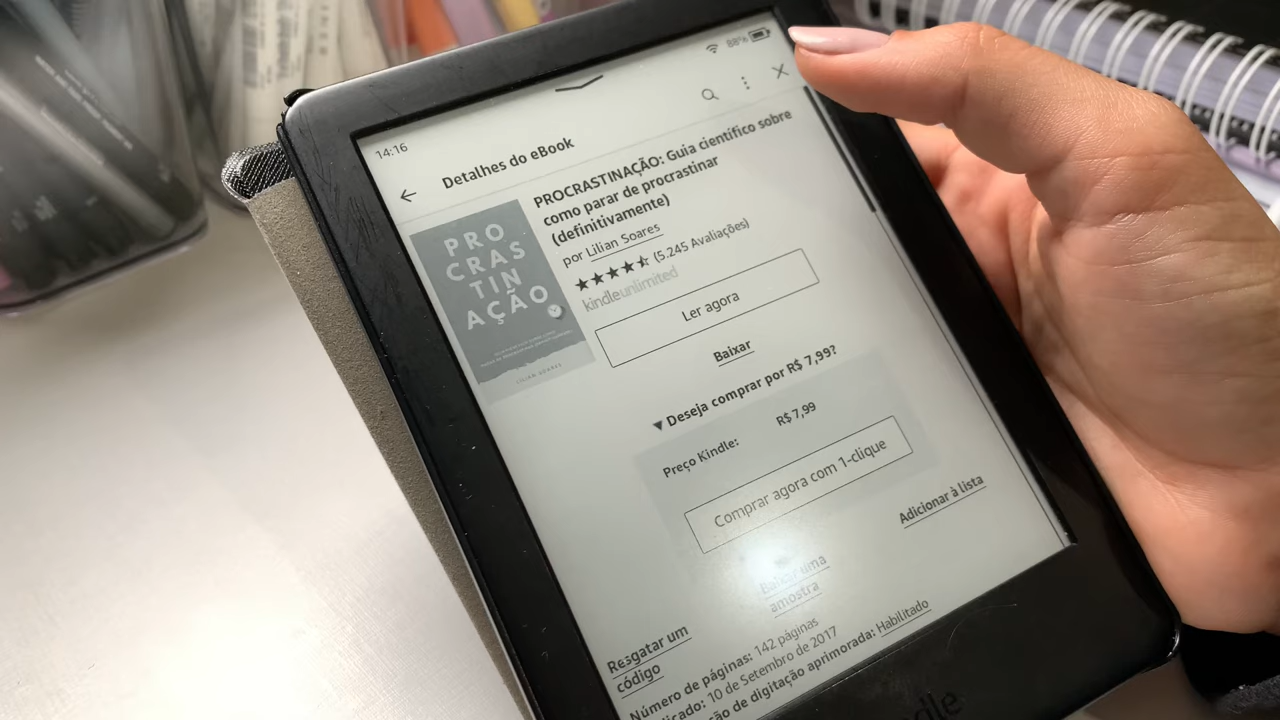 88%
14:16
Detalhes do eBook
PROCRASTINAÇÃO: Guia científico sobre
como parar de procrastinar
(definitivamente)
por Lilian Soares
(5.245 Avaliações)
kindleunlimited
PRO
CRAS
TIN
AÇÃO
LILIAN SOARES
Ler agora
Baixar
▼ Deseja comprar por R$ 7,99?
Preço Kindle: R$ 7,99
Comprar agora com 1-clique
Adicionar à lista
Baixar uma
amostra
Resgatar um
código
Número de páginas: 142 páginas
licado: 10 de Setembro de 2017
ção de digitação aprimorada: Habilitado
dle